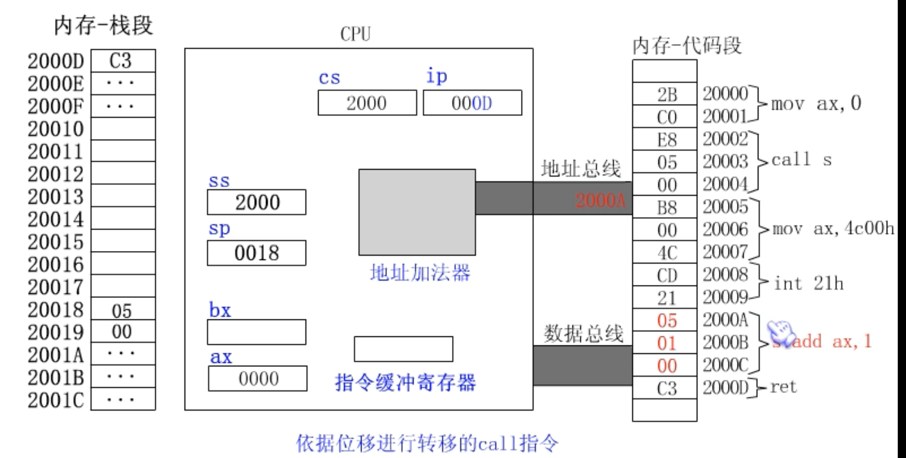 内存-栈段
2000D C3
2000E ···
2000F ···
20010
20011
20012
20013
20014
20015
20016
20017
20018 05
20019 00
2001A ···
2001B ···
2001C ···
CPU
cs
2000
ip
000D
ss
2000
sp
0018
bx
ax
0000
地址加法器
指令缓冲寄存器
地址总线
2000A
数据总线
内存-代码段
2B 20000
C0 20001
mov ax,0
E8 20002
05 20003
00 20004
call s
B8 20005
00 20006
4C 20007
mov ax,4c00h
CD 20008
21 20009
int 21h
05 2000A
01 2000B
00 2000C
add ax,1
C3 2000D
ret
依据位移进行转移的call指令